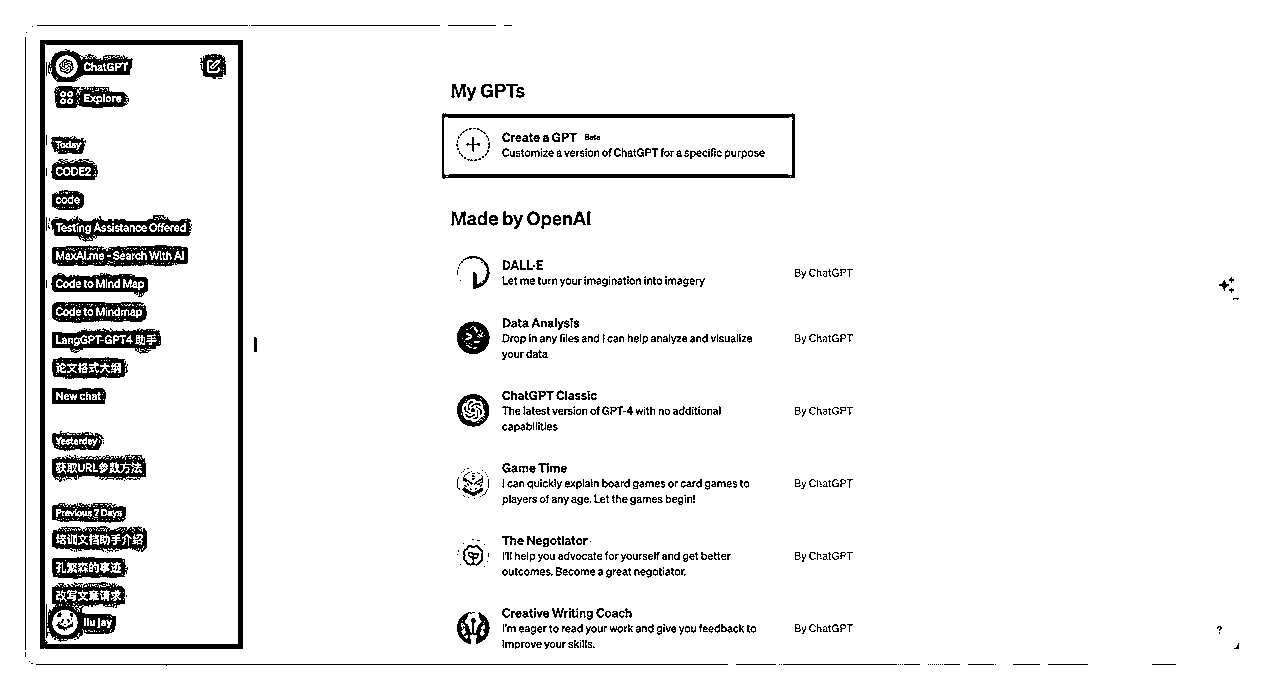 ChatGPT
Explore
Today
CODE2
code
Testing Assistance Offered
MaxAI.me - Search With AI
Code to Mind Map
Code to Mindmap
LangGPT-GPT4 助手
论文格式大纲
New chat
Yesterday
获取URL参数方法
Previous 7 Days
培训文档助手介绍
孔繁森的事迹
改写文章请求
liu jay
My GPTs
Create a GPT Beta
Customize a version of ChatGPT for a specific purpose
Made by OpenAI
DALL·E
Let me turn your imagination into imagery
By ChatGPT
Data Analysis
Drop in any files and I can help analyze and visualize
your data
By ChatGPT
ChatGPT Classic
The latest version of GPT-4 with no additional
capabilities
By ChatGPT
Game Time
I can quickly explain board games or card games to
players of any age. Let the games begin!
By ChatGPT
The Negotiator
I'll help you advocate for yourself and get better
outcomes. Become a great negotiator.
By ChatGPT
Creative Writing Coach
I'm eager to read your work and give you feedback to
improve your skills.
By ChatGPT
?